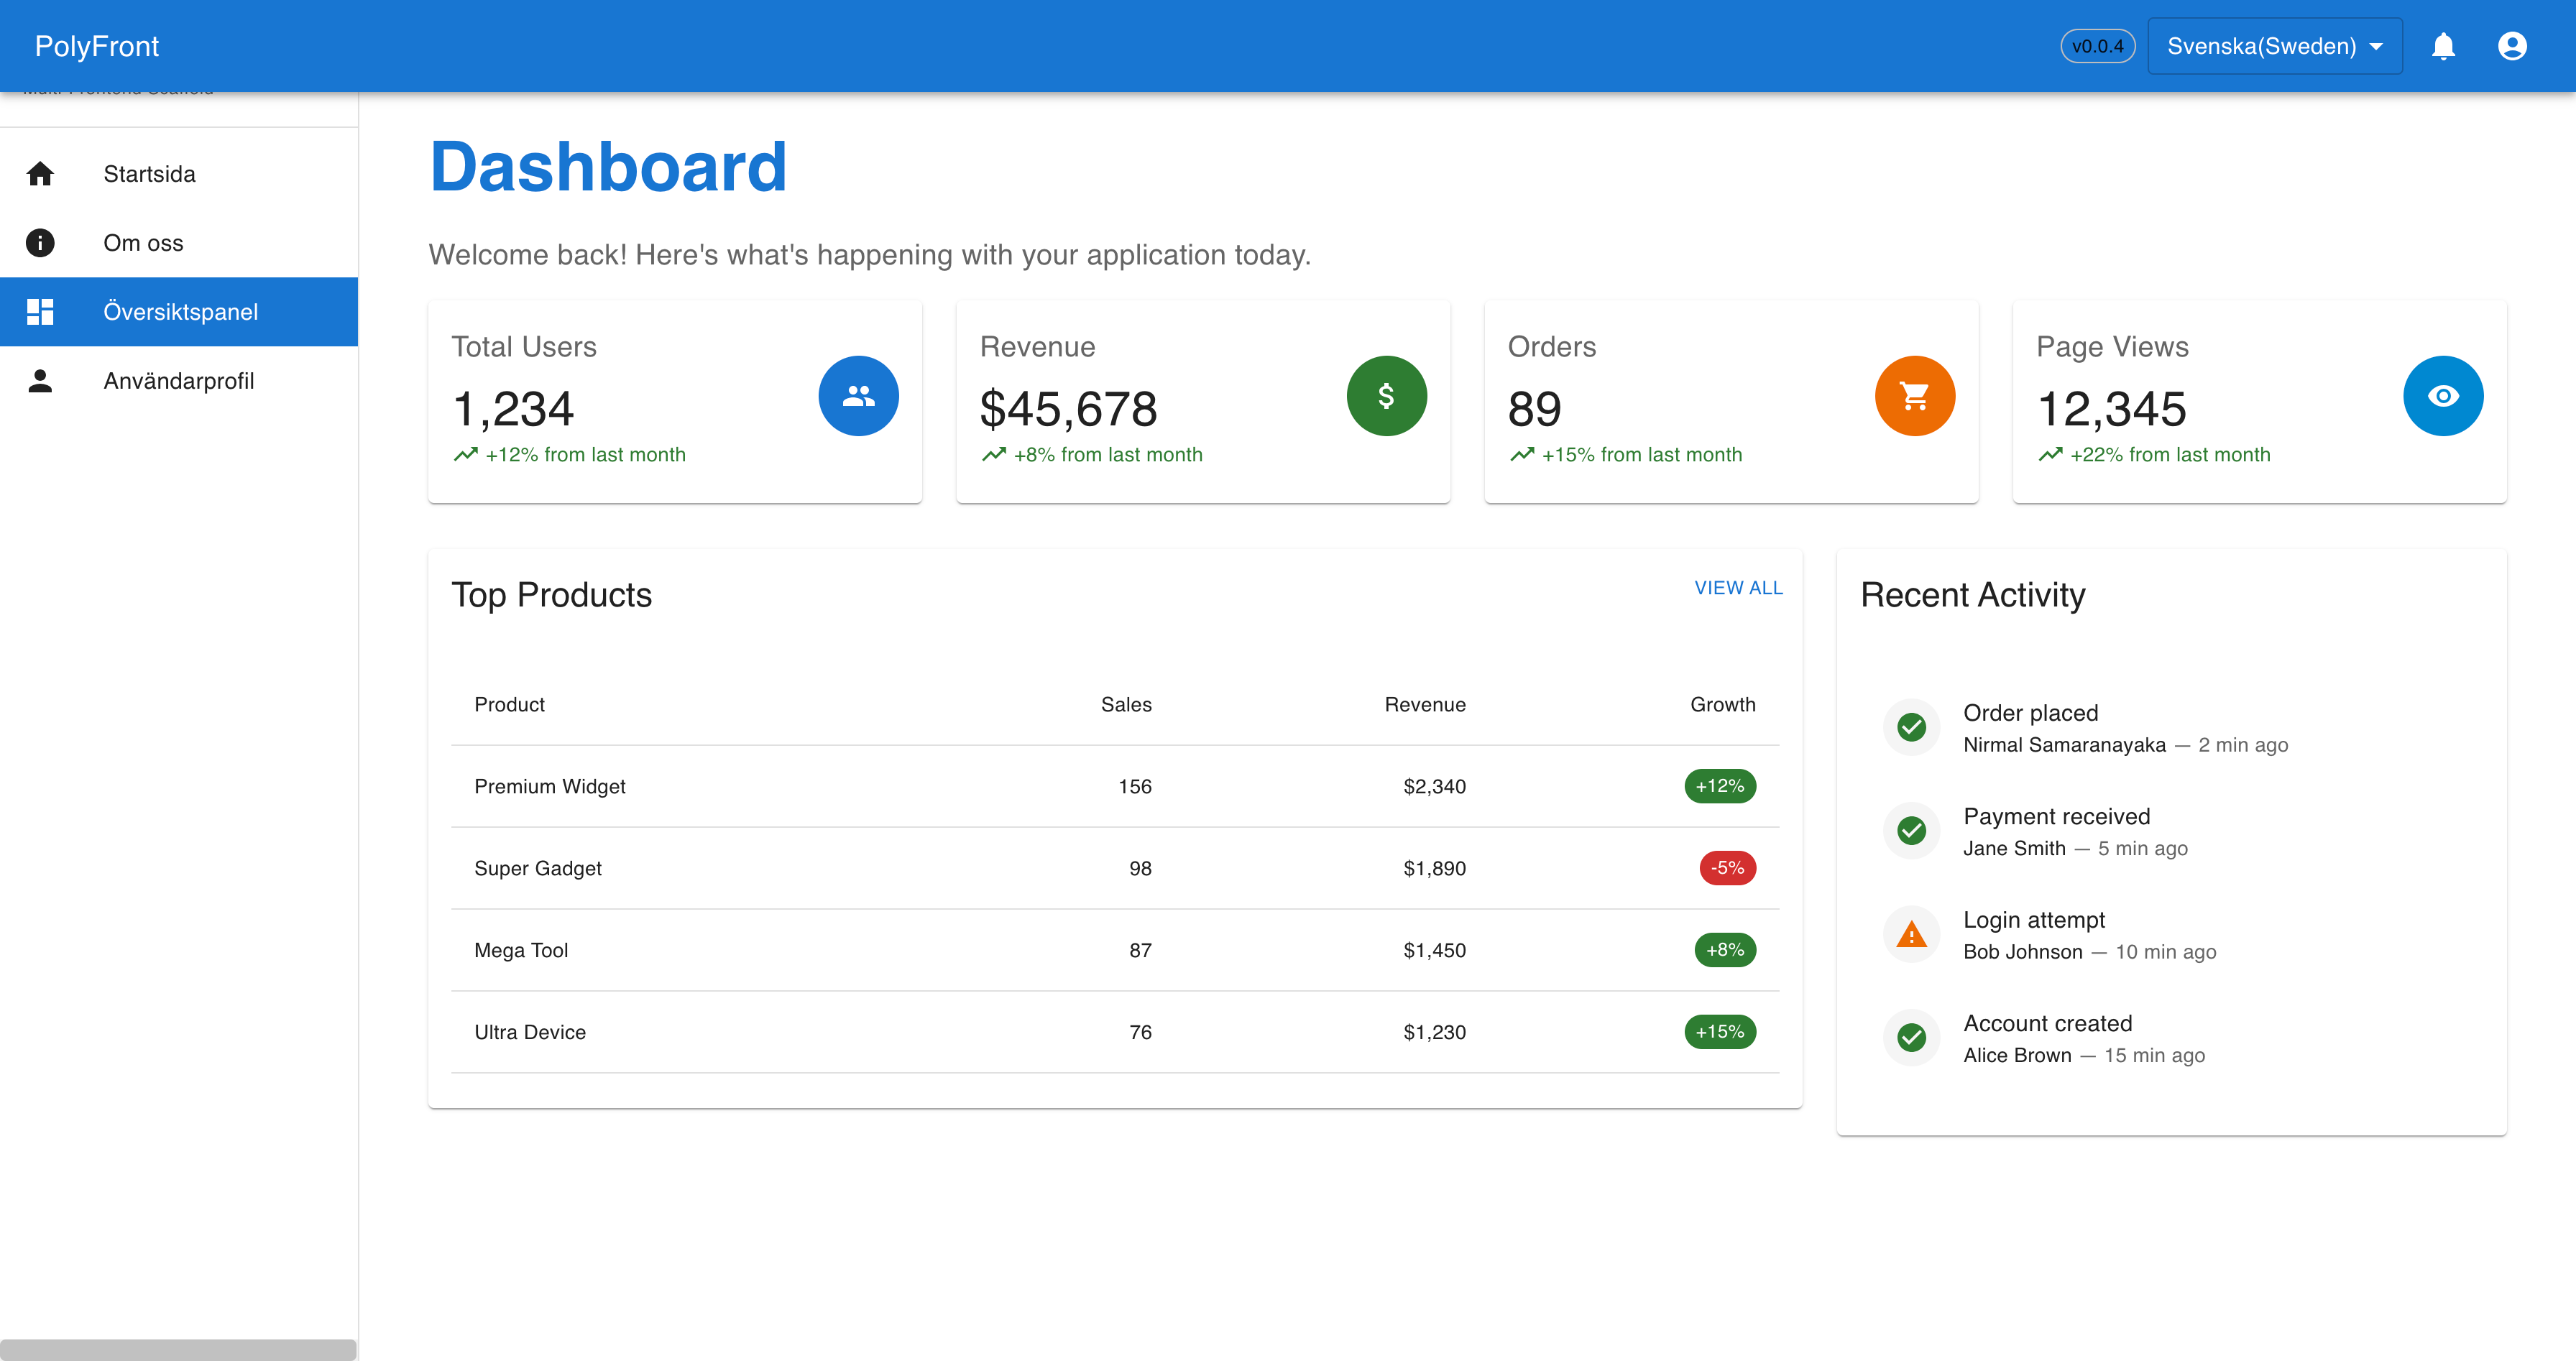 PolyFront
v0.0.4
Svenska(Sweden)
Startsida
Om oss
Översiktspanel
Användarprofil
Dashboard
Welcome back! Here's what's happening with your application today.
Total Users
1,234
+12% from last month
Revenue
$45,678
+8% from last month
Orders
89
+15% from last month
Page Views
12,345
+22% from last month
Top Products
VIEW ALL
Product Sales Revenue Growth
Premium Widget 156 $2,340 +12%
Super Gadget 98 $1,890 -5%
Mega Tool 87 $1,450 +8%
Ultra Device 76 $1,230 +15%
Recent Activity
Order placed
Nirmal Samaranayaka — 2 min ago
Payment received
Jane Smith — 5 min ago
Login attempt
Bob Johnson — 10 min ago
Account created
Alice Brown — 15 min ago